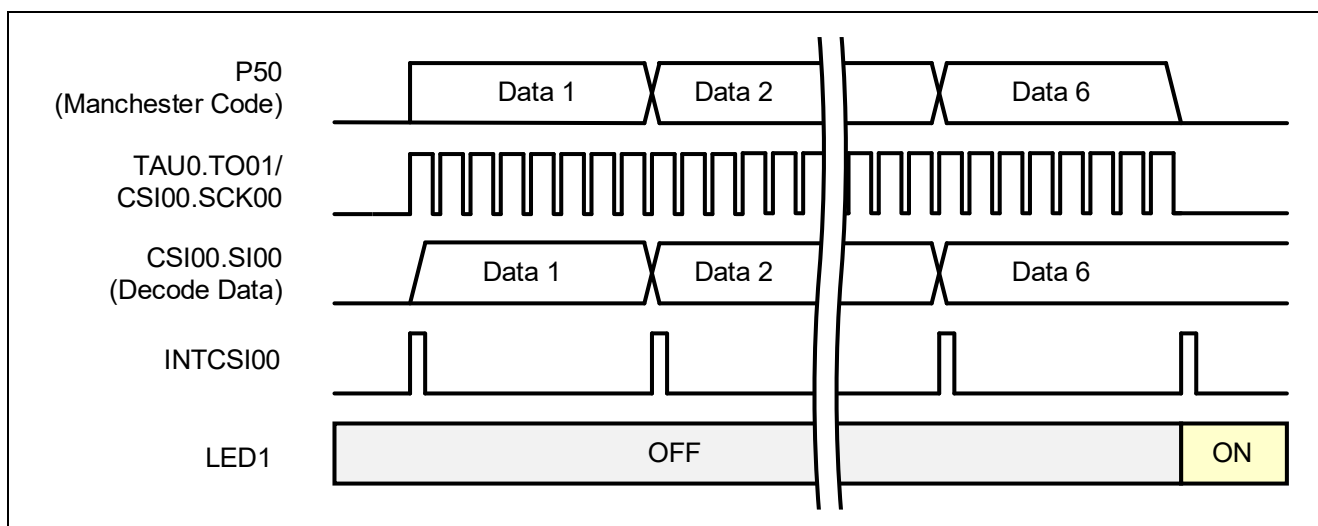 P50
(Manchester Code)
Data 1
Data 2
Data 6
TAU0.TO01/
CSI00.SCK00
CSI00.SI00
(Decode Data)
Data 1
Data 2
Data 6
INTCSI00
LED1
OFF
ON